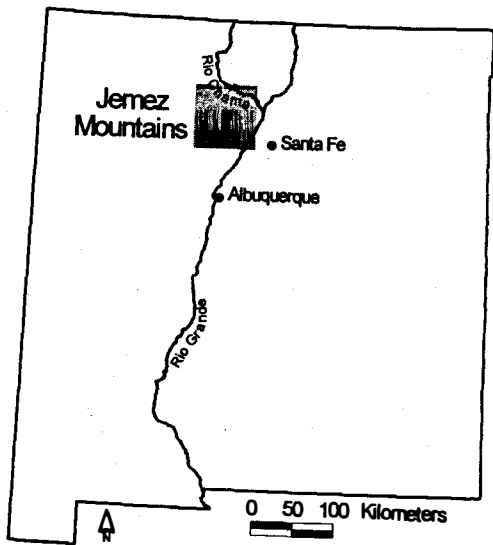 Rio Chama
Jemez
Mountains
Santa Fe
Albuquerque
Rio Grande
N
0 50 100 Kilometers